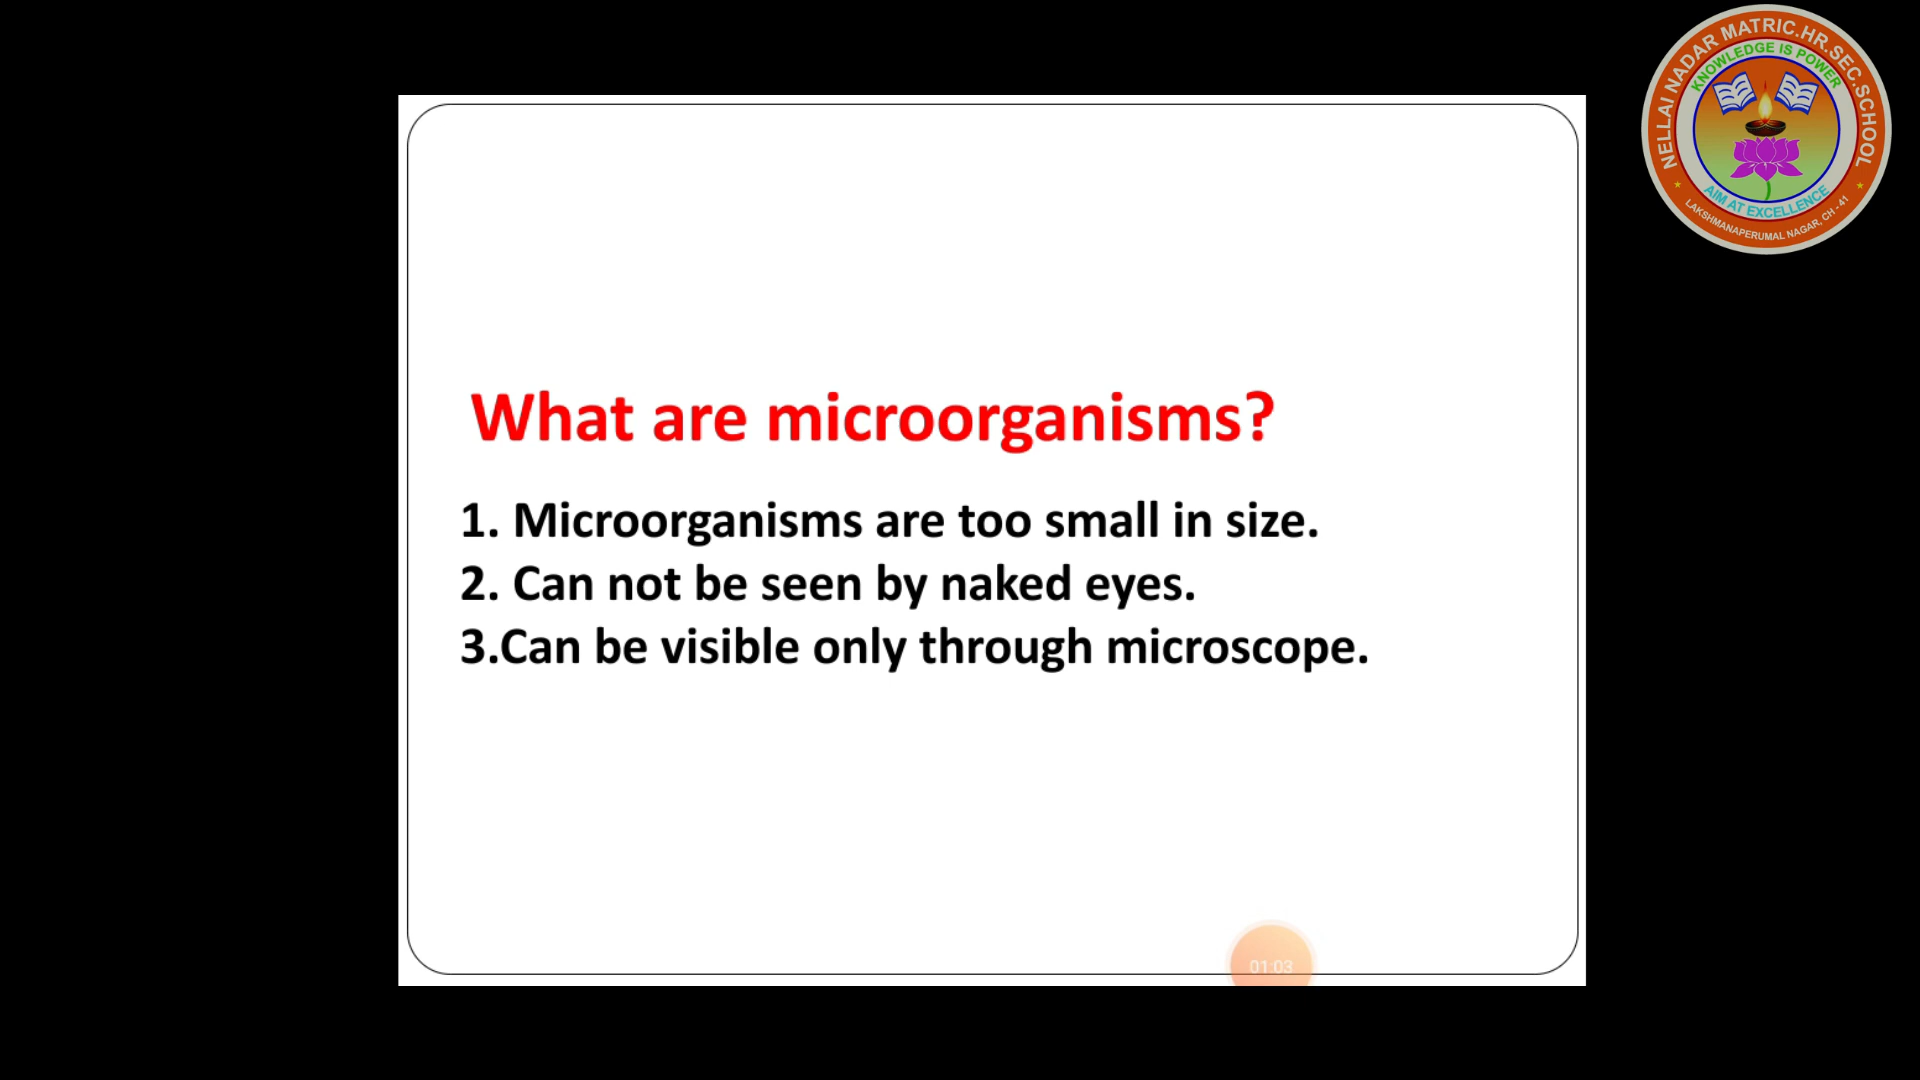 NELLAI NADAR MATRIC.HR.SEC.SCHOOL
KNOWLEDGE IS POWER
AIM AT EXCELLENCE
LAKSHMANAPERUMAL NAGAR, CH - 41
What are microorganisms?
1. Microorganisms are too small in size.
2. Can not be seen by naked eyes.
3.Can be visible only through microscope.
01:03